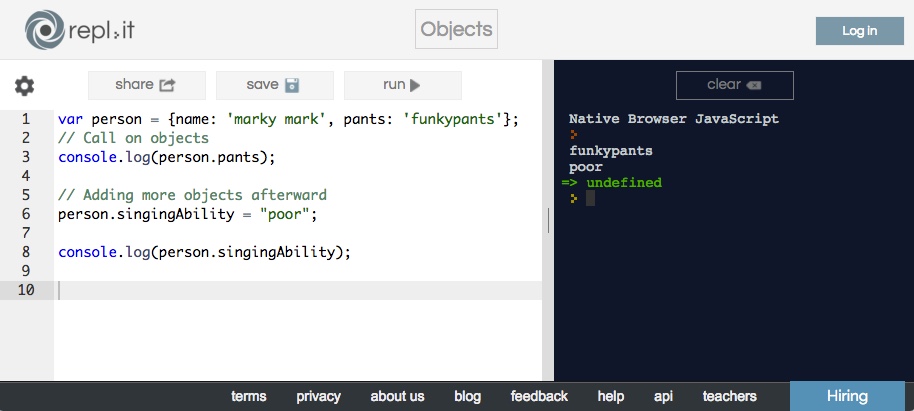 repl.it
Objects
Log in
share save run
clear
1 var person = {name: 'marky mark', pants: 'funkypants'};
2 // Call on objects
3 console.log(person.pants);
4
5 // Adding more objects afterward
6 person.singingAbility = "poor";
7
8 console.log(person.singingAbility);
9
10
Native Browser JavaScript
>
funkypants
poor
=> undefined
>
terms privacy about us blog feedback help api teachers Hiring